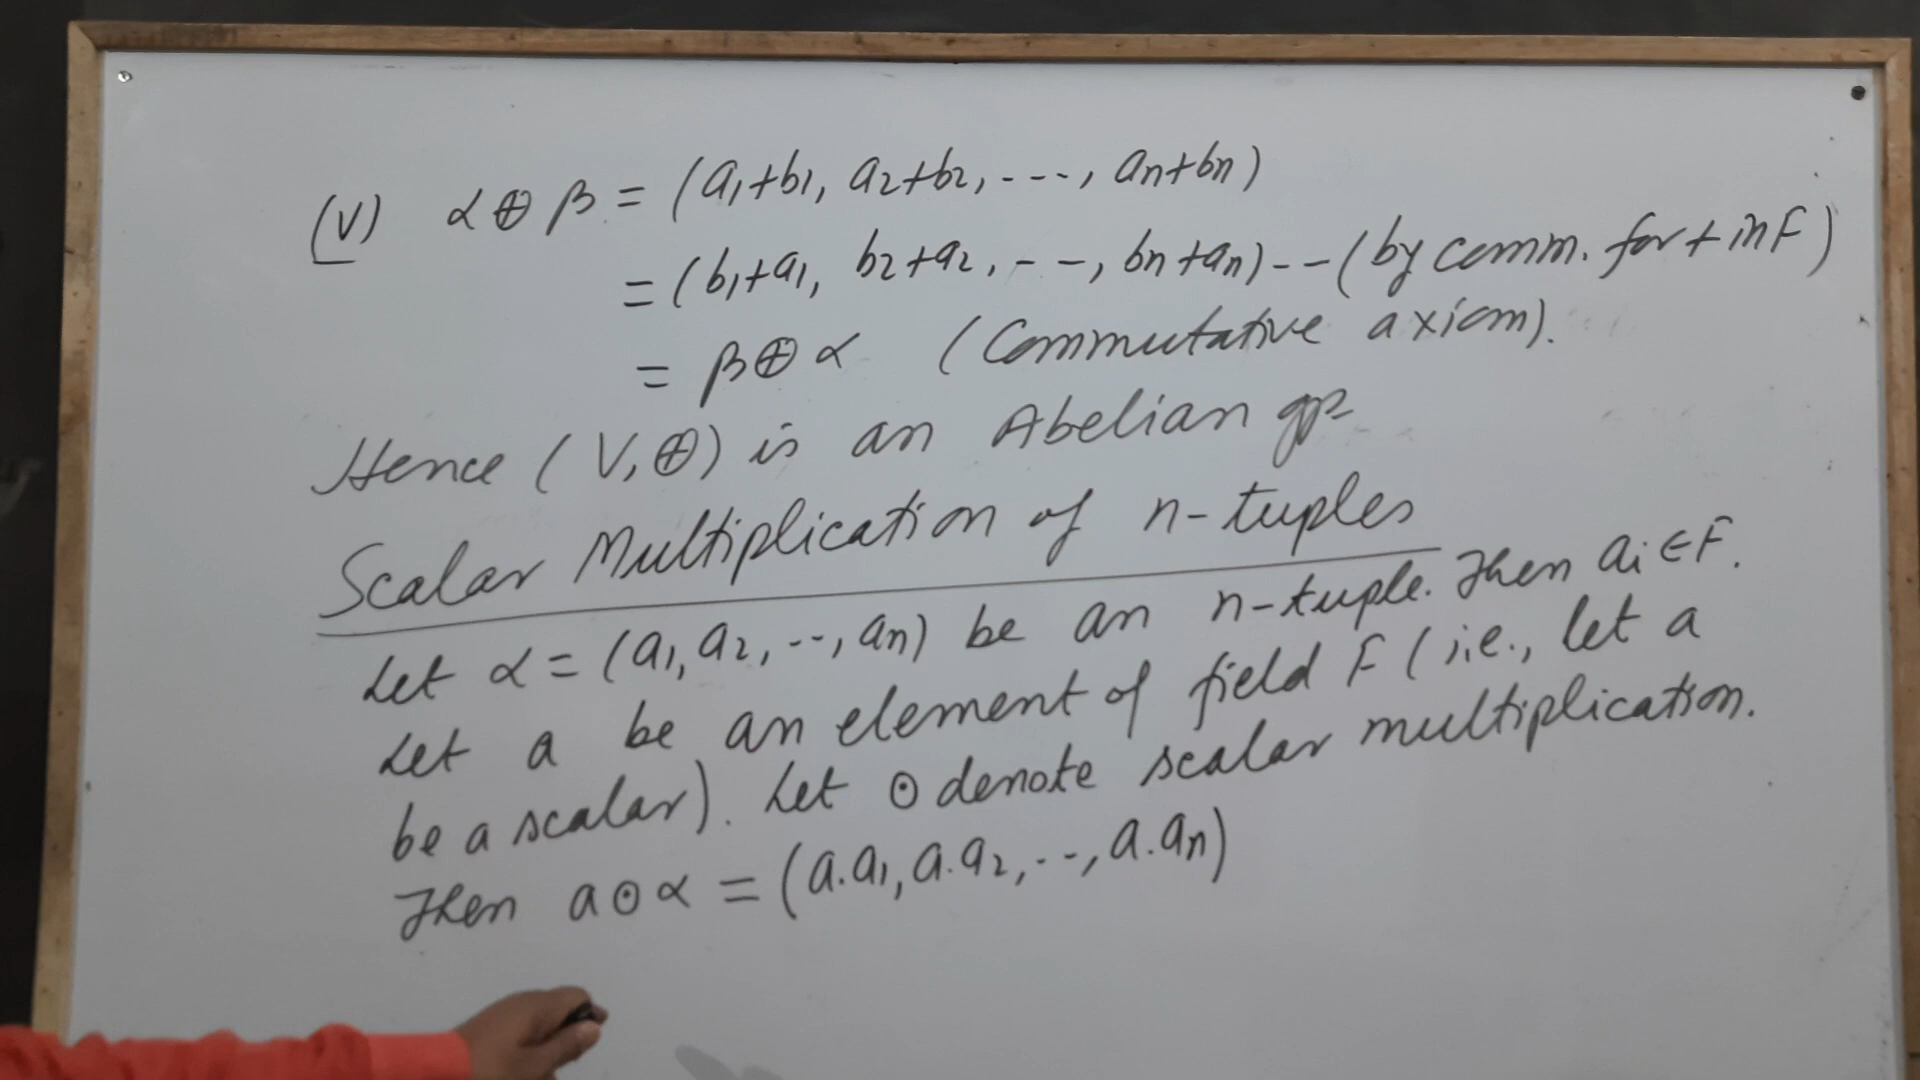 (V) α ⊕ β = (a1+b1, a2+b2, ---, an+bn)
= (b1+a1, b2+a2, --, bn+an)--(by comm. for + in F)
= β ⊕ α (Commutative axiom).
Hence (V, ⊕) is an Abelian gp
Scalar Multiplication of n-tuples
Let α = (a1, a2, --, an) be an n-tuple. Then ai ∈ F.
Let a be an element of field F (i.e., let a
be a scalar). Let ⊙ denote scalar multiplication.
Then a ⊙ α = (a.a1, a.a2, --, a.an)